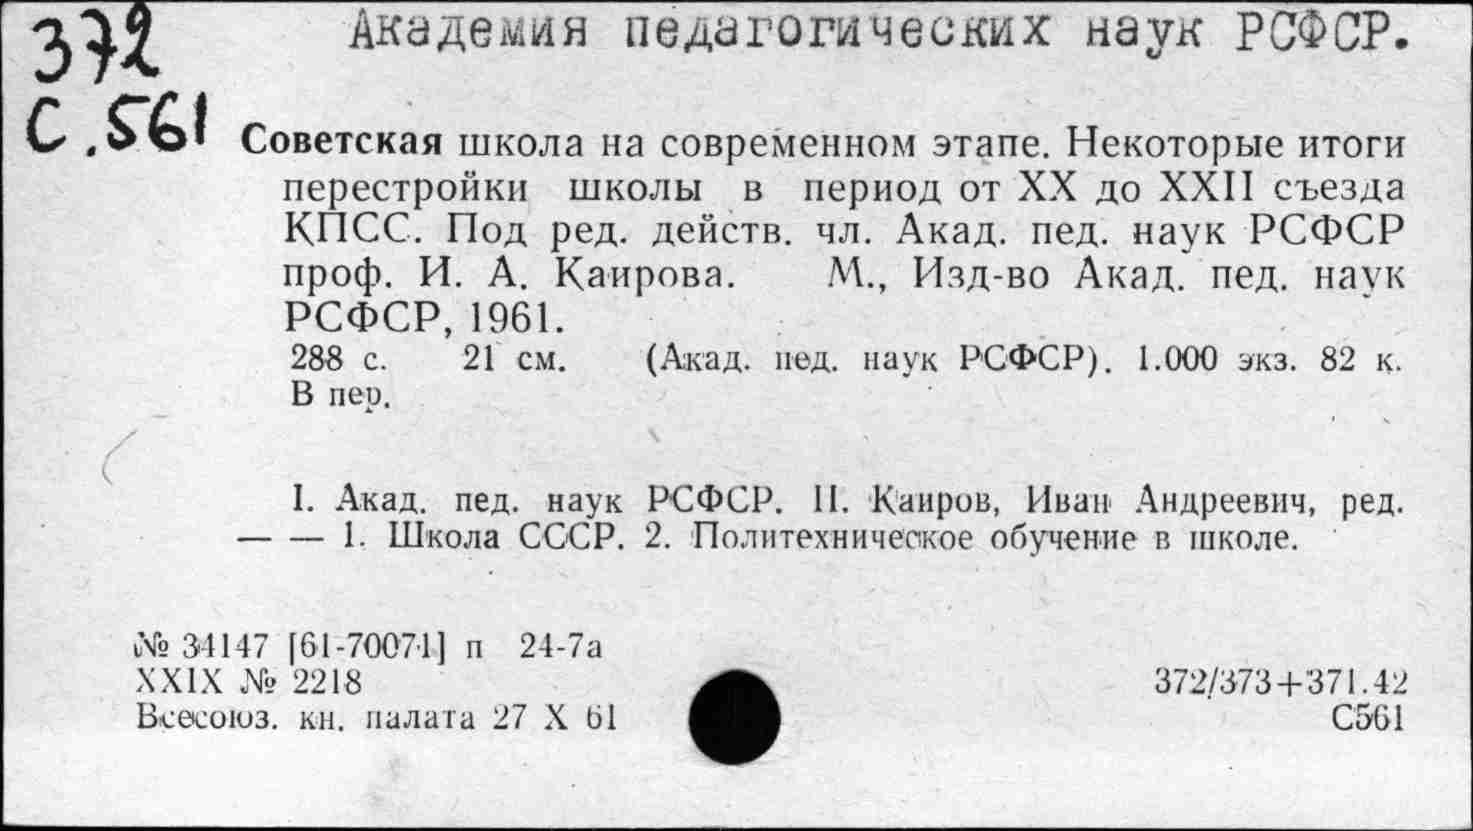 372
С.561
Академия педагогических наук РСФСР.
Советская школа на современном этапе. Некоторые итоги
перестройки школы в период от XX до XXII съезда
КПСС. Под ред. действ. чл. Акад. пед. наук РСФСР
проф. И. А. Каирова. М., Изд-во Акад. пед. наук
РСФСР, 1961.
288 с. 21 см. (Акад. пед. наук РСФСР). 1.000 экз. 82 к.
В пер.
I. Акад. пед. наук РСФСР. II. Каиров, Иван Андреевич, ред.
— — 1. Школа СССР. 2. Политехническое обучение в школе.
№ 34147 [61-70071] п 24-7а
XXIX № 2218
Всесоюз. кн. палата 27 X 61
372/373+371.42
С561